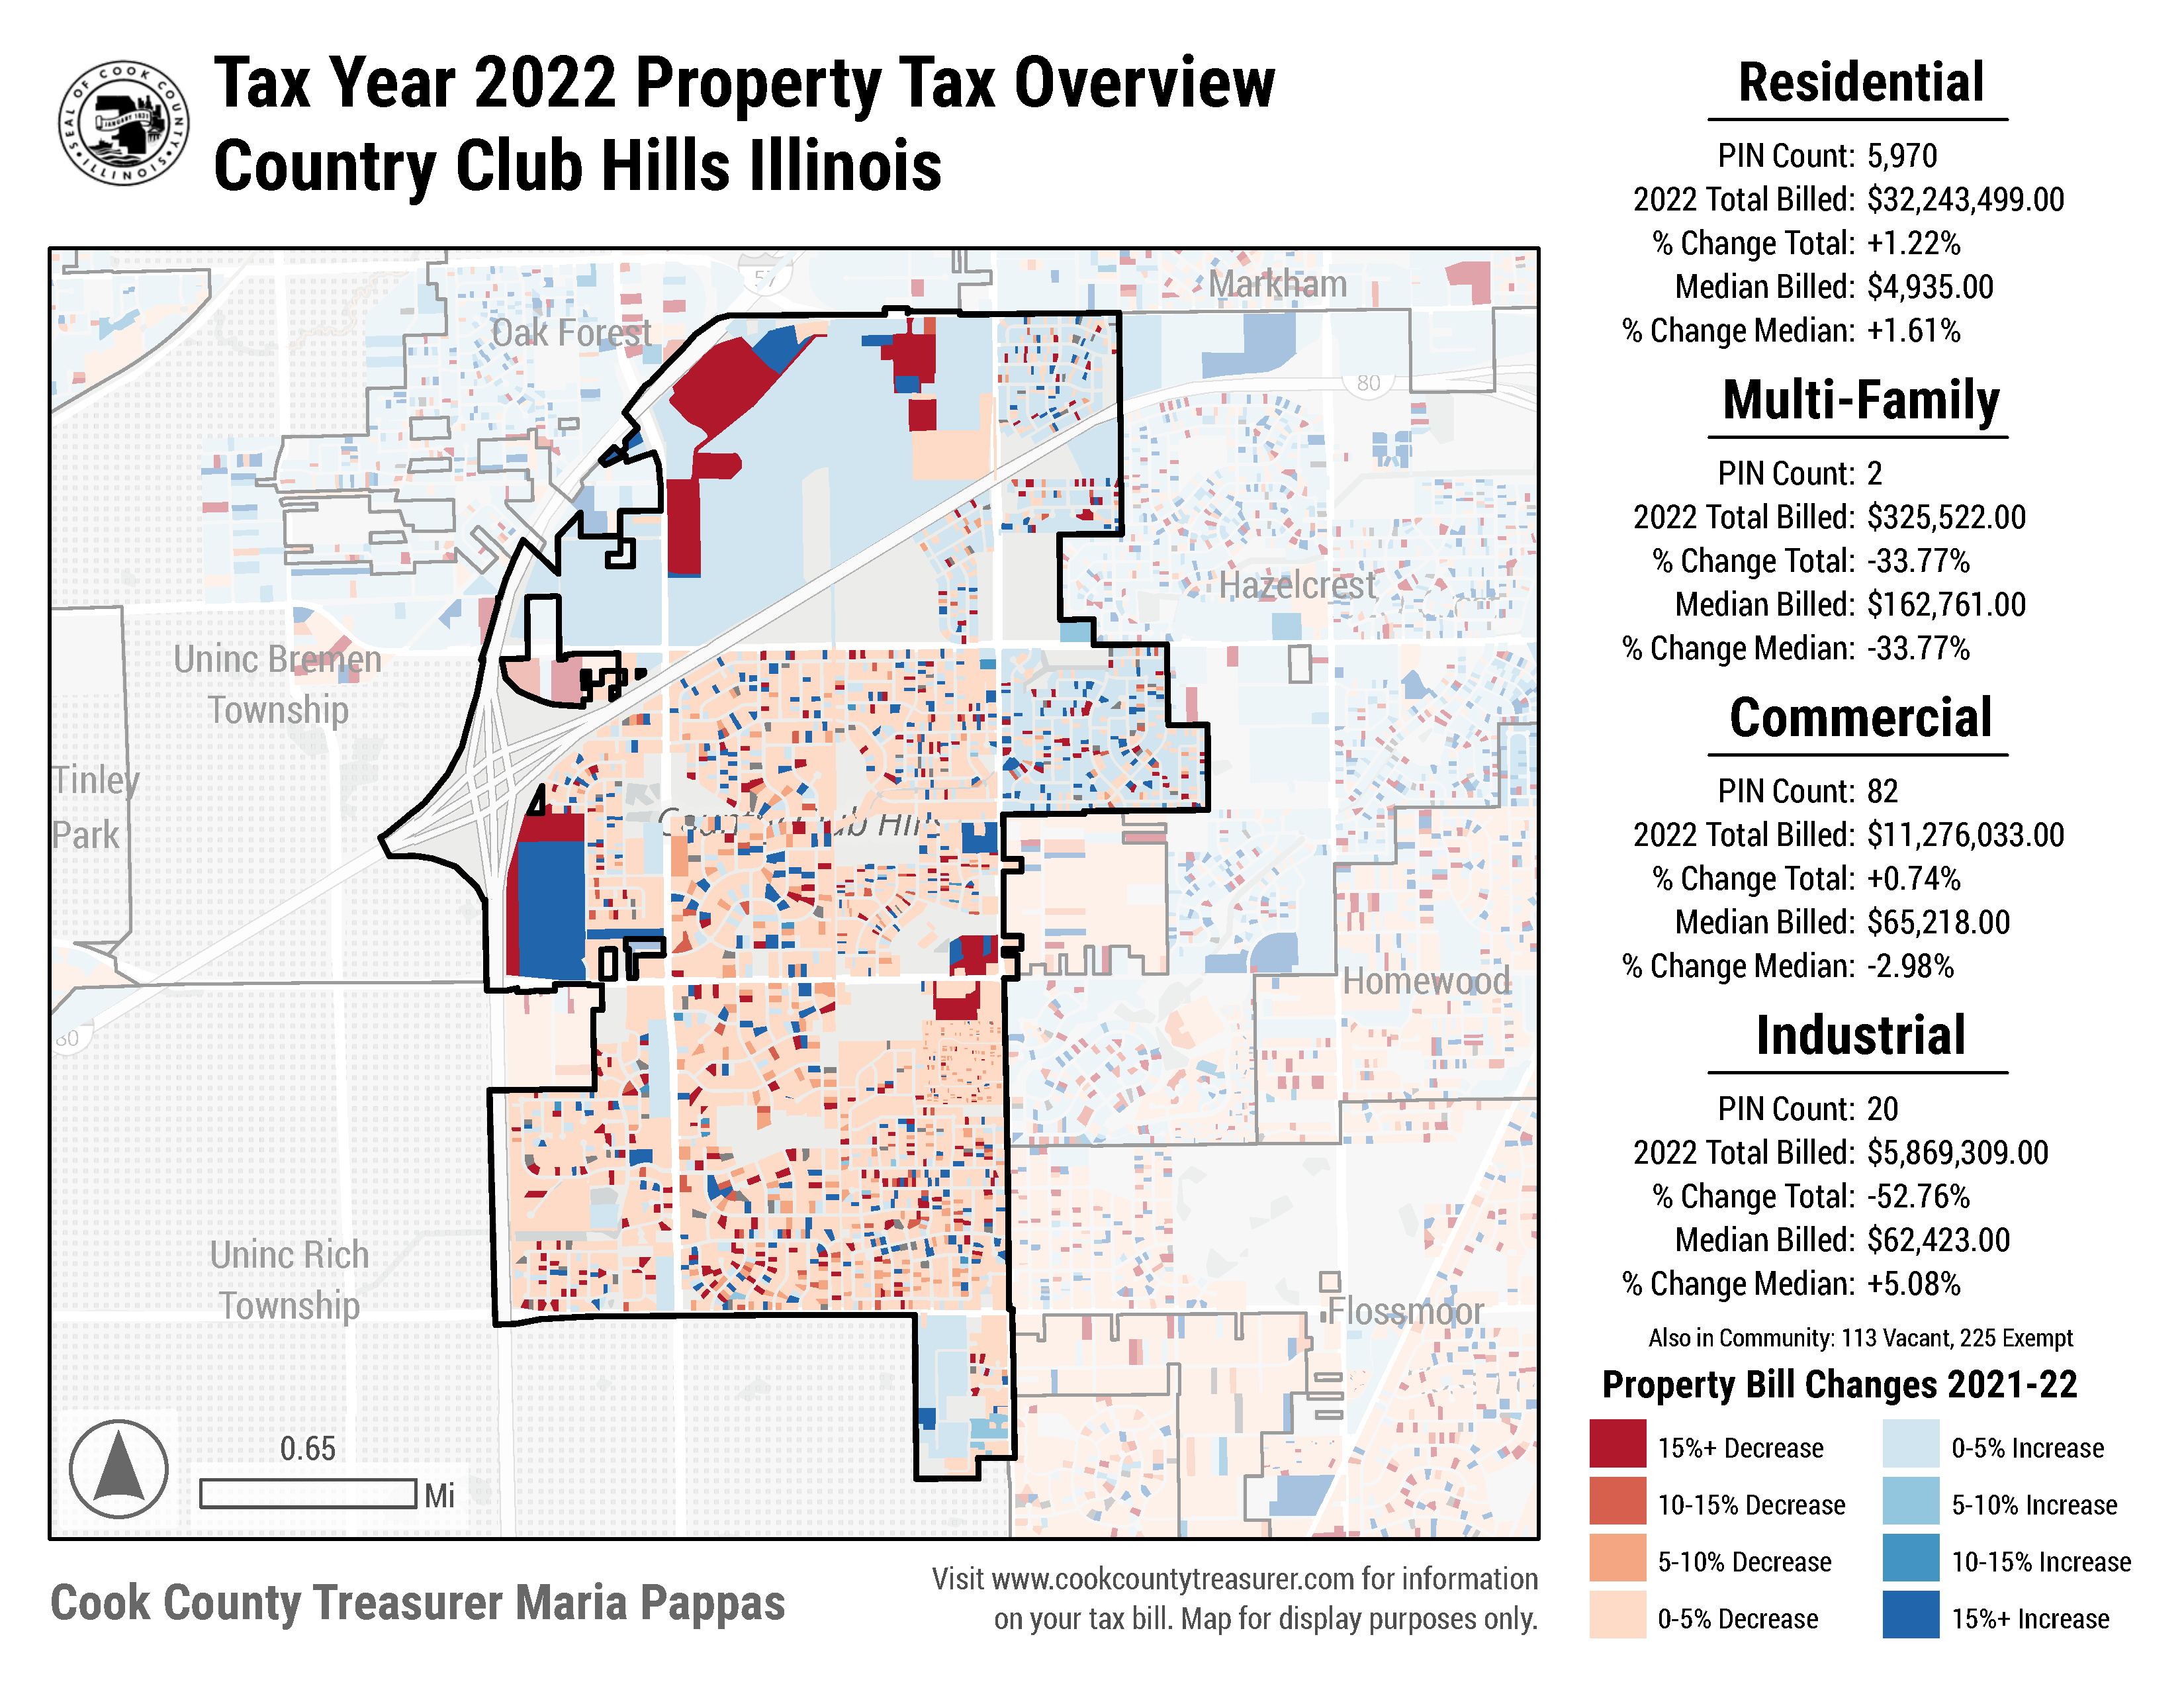 SEAL OF COOK COUNTY
JANUARY 1831
ILLINOIS
Tax Year 2022 Property Tax Overview
Country Club Hills Illinois
57
Markham
Oak Forest
80
Hazelcrest
Uninc Bremen
Township
Tinley
Park
Country Club Hills
Homewood
80
Uninc Rich
Township
Flossmoor
0.65
Mi
Cook County Treasurer Maria Pappas
Visit www.cookcountytreasurer.com for information
on your tax bill. Map for display purposes only.
Residential
PIN Count: 5,970
2022 Total Billed: $32,243,499.00
% Change Total: +1.22%
Median Billed: $4,935.00
% Change Median: +1.61%
Multi-Family
PIN Count: 2
2022 Total Billed: $325,522.00
% Change Total: -33.77%
Median Billed: $162,761.00
% Change Median: -33.77%
Commercial
PIN Count: 82
2022 Total Billed: $11,276,033.00
% Change Total: +0.74%
Median Billed: $65,218.00
% Change Median: -2.98%
Industrial
PIN Count: 20
2022 Total Billed: $5,869,309.00
% Change Total: -52.76%
Median Billed: $62,423.00
% Change Median: +5.08%
Also in Community: 113 Vacant, 225 Exempt
Property Bill Changes 2021-22
15%+ Decrease
10-15% Decrease
5-10% Decrease
0-5% Decrease
0-5% Increase
5-10% Increase
10-15% Increase
15%+ Increase